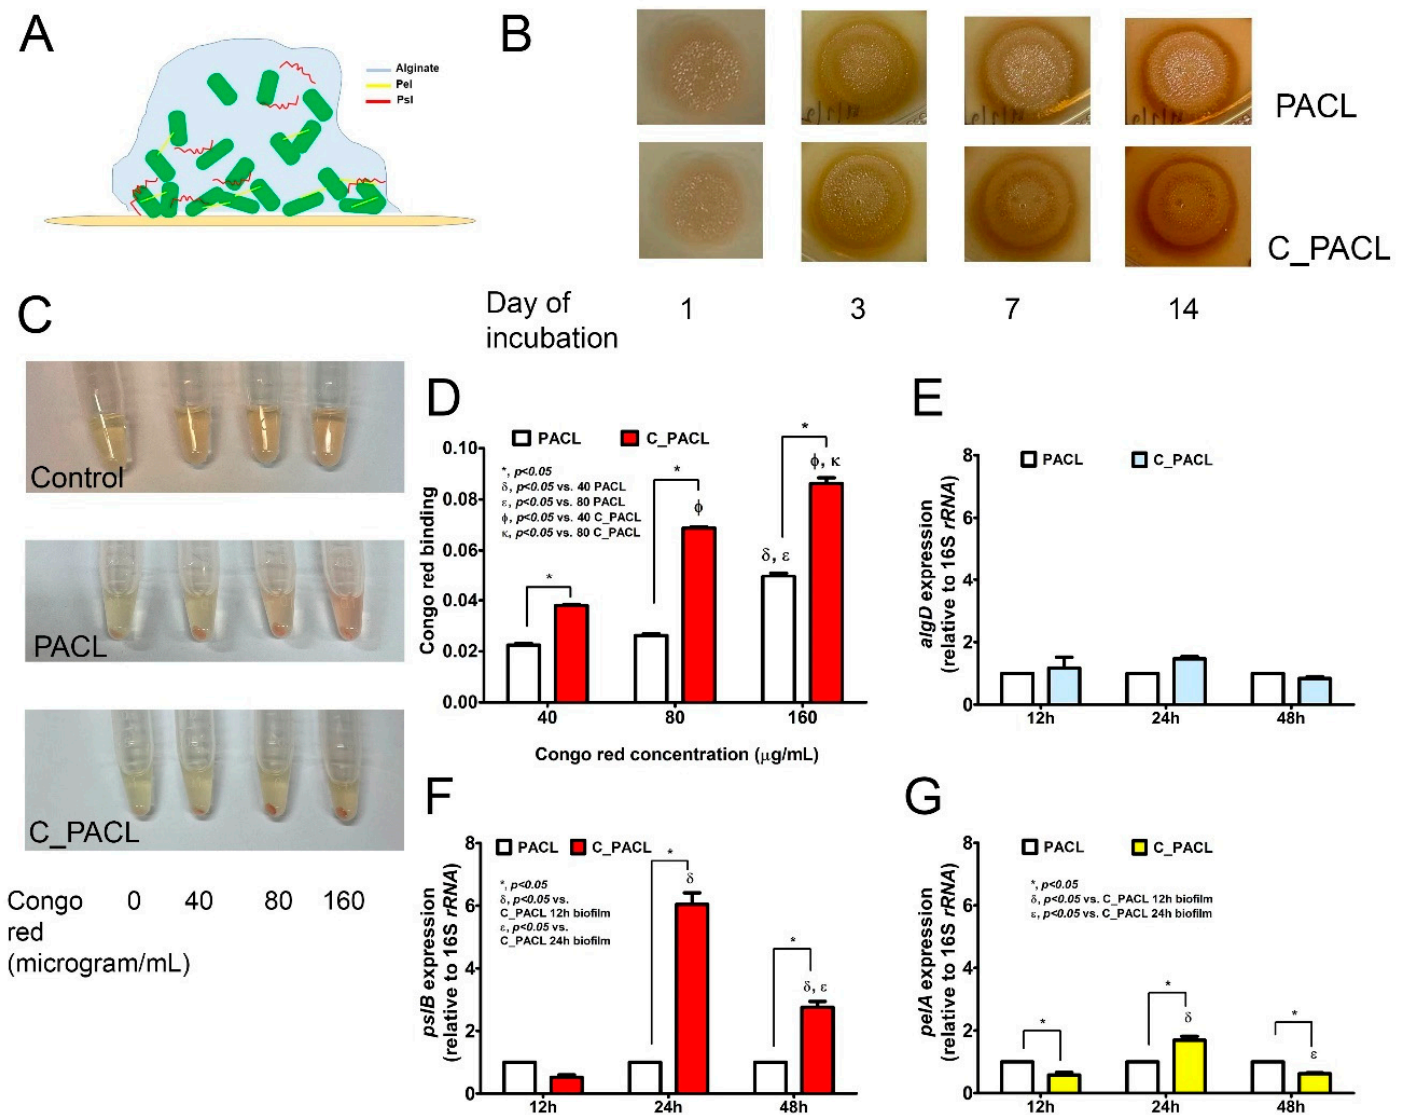 A
Alginate
Pel
Psl
B
PACL
C_PACL
Day of
incubation
1
3
7
14
C
Control
PACL
C_PACL
Congo
red
(microgram/mL)
0
40
80
160
D
PACL
C_PACL
*, p<0.05
δ, p<0.05 vs. 40 PACL
ε, p<0.05 vs. 80 PACL
ϕ, p<0.05 vs. 40 C_PACL
κ, p<0.05 vs. 80 C_PACL
Congo red binding
0.10
0.08
0.06
0.04
0.02
0.00
*
*
ϕ
*
ϕ, κ
δ, ε
40
80
160
Congo red concentration (μg/mL)
E
PACL
C_PACL
algD expression
(relative to 16S rRNA)
8
6
4
2
0
12h
24h
48h
F
PACL
C_PACL
*, p<0.05
δ, p<0.05 vs.
C_PACL 12h biofilm
ε, p<0.05 vs.
C_PACL 24h biofilm
pslB expression
(relative to 16S rRNA)
8
6
4
2
0
*
δ
*
δ, ε
12h
24h
48h
G
PACL
C_PACL
*, p<0.05
δ, p<0.05 vs. C_PACL 12h biofilm
ε, p<0.05 vs. C_PACL 24h biofilm
pelA expression
(relative to 16S rRNA)
8
6
4
2
0
*
*
δ
*
ε
12h
24h
48h